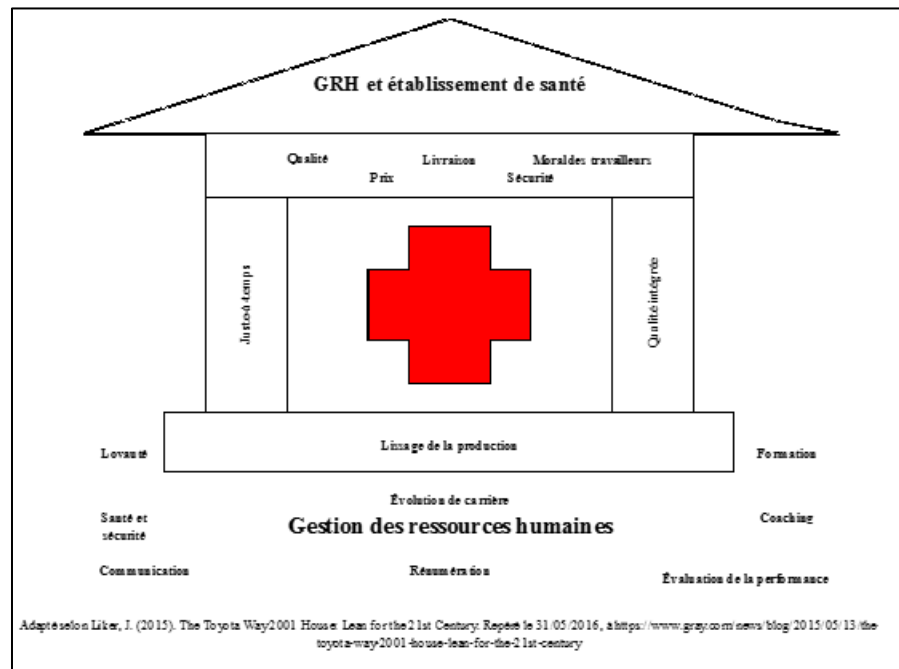 GRH et établissement de santé
Qualité
Livraison
Moral des travailleurs
Prix
Sécurité
Juste-à-temps
Qualité intégrée
Lissage de la production
Loyauté
Formation
Évolution de carrière
Santé et
sécurité
Gestion des ressources humaines
Coaching
Communication
Rénumération
Évaluation de la performance
Adapté selon Liker, J. (2015). The Toyota Way 2001 House: Lean for the 21st Century. Repéré le 31/05/2016, à https://www.gray.com/news/blog/2015/05/13/the-
toyota-way-2001-house-lean-for-the-21st-century